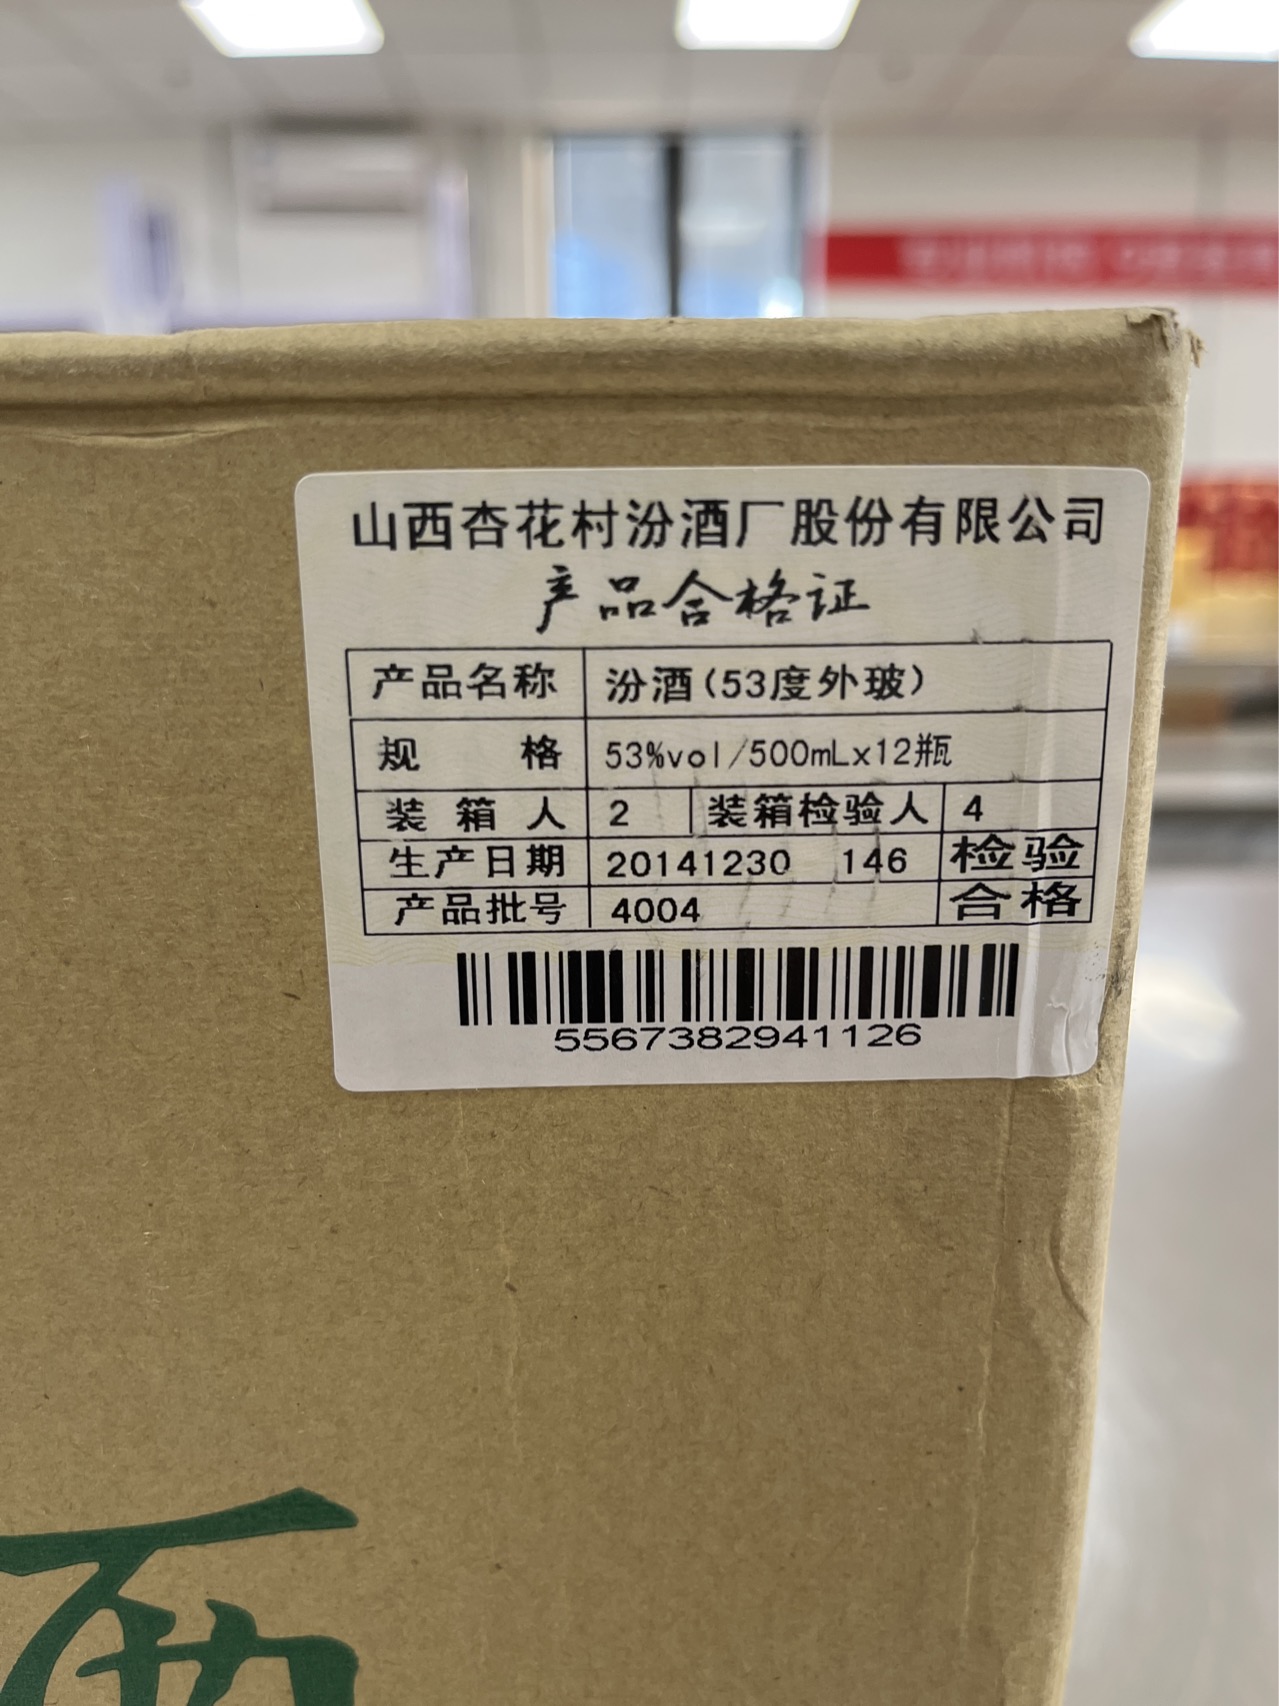 山西杏花村汾酒厂股份有限公司
产品合格证
产品名称 汾酒(53度外玻)
规 格 53%vol/500mLx12瓶
装 箱 人 2 装箱检验人 4
生产日期 20141230 146 检验
产品批号 4004 合格
5567382941126